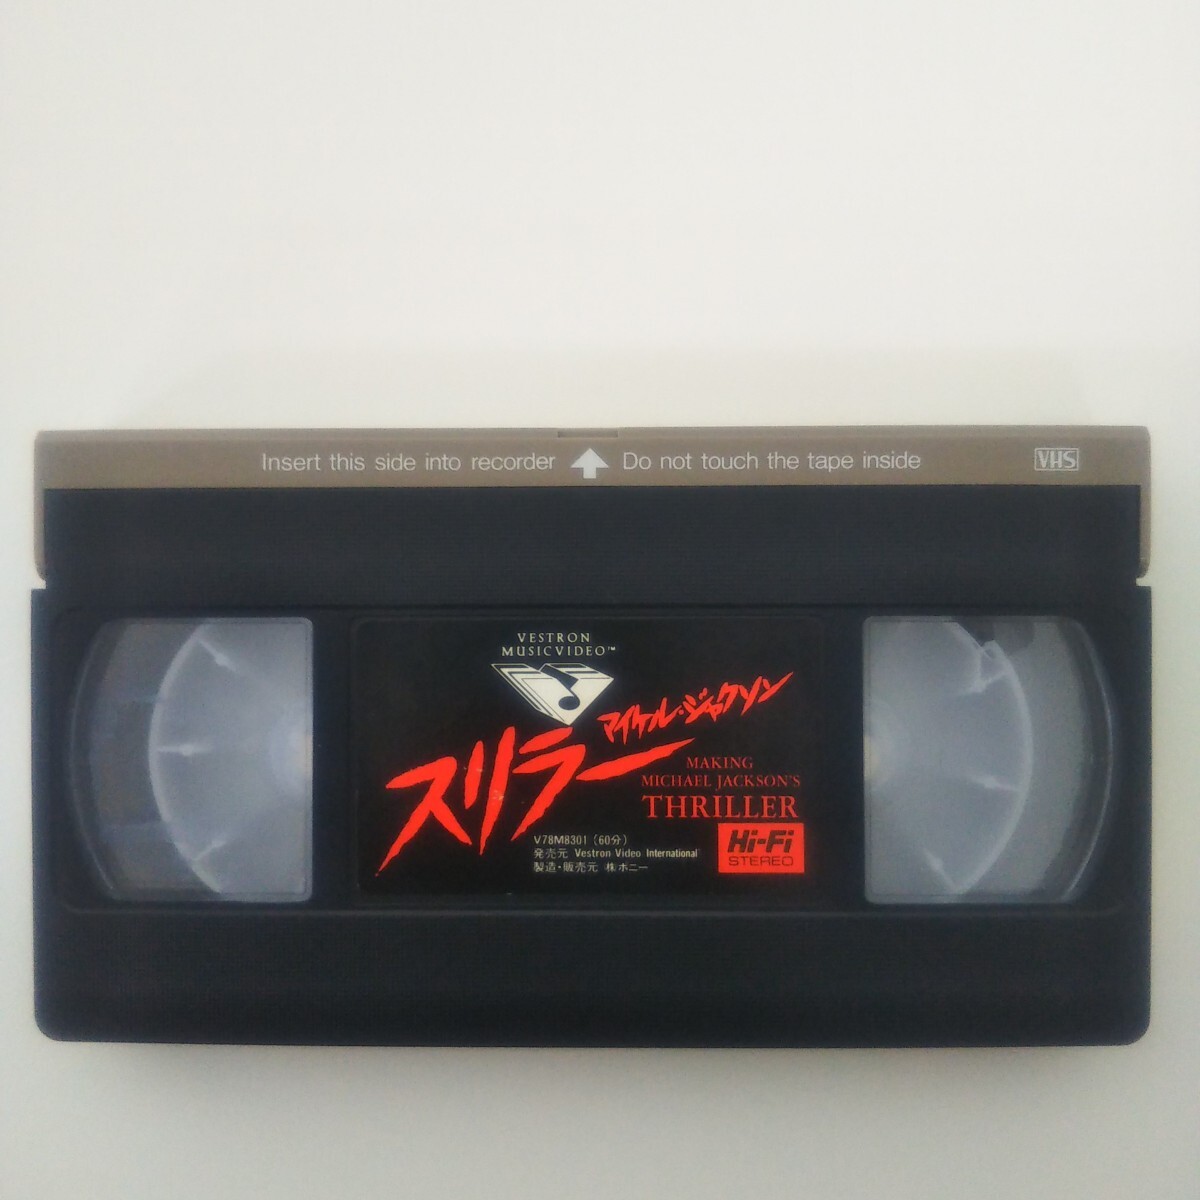 Insert this side into recorder Do not touch the tape inside VHS
VESTRON
MUSICVIDEO™
マイケル・ジャクソン
スリラー
MAKING
MICHAEL JACKSON'S
THRILLER
Hi-Fi
STEREO
V78M8301 (60分)
発売元 Vestron Video International
製造・販売元 ㈱ポニー